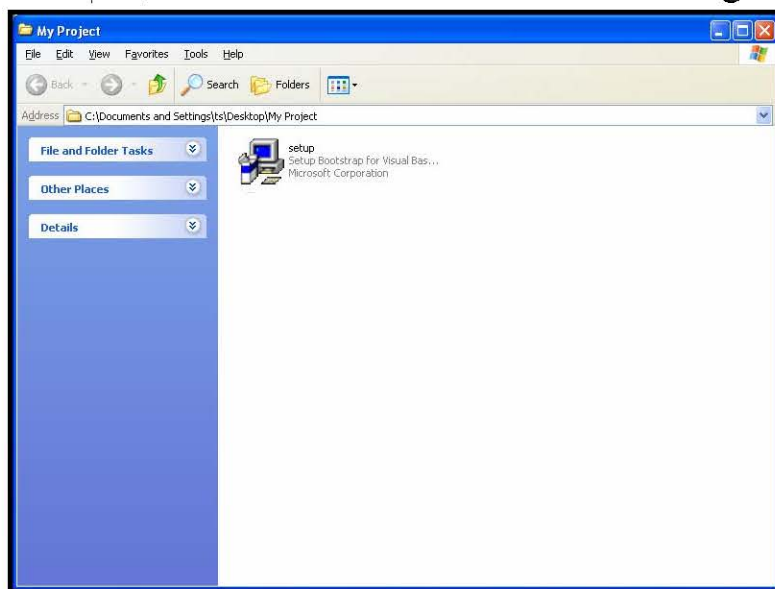 My Project
File Edit View Favorites Tools Help
Back Search Folders
Address C:\Documents and Settings\ts\Desktop\My Project
File and Folder Tasks
Other Places
Details
setup
Setup Bootstrap for Visual Bas...
Microsoft Corporation